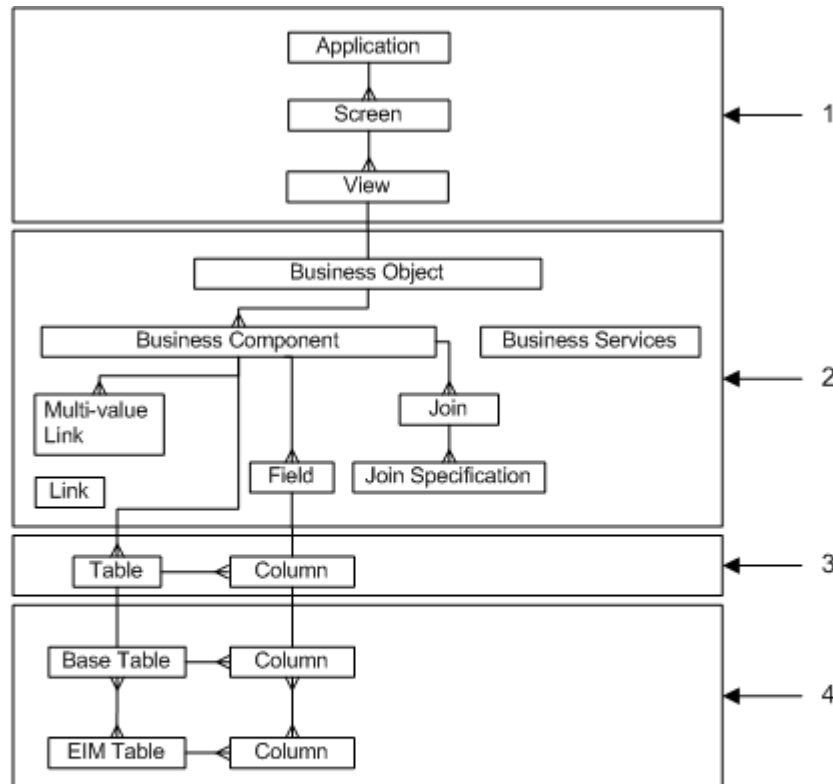 Application
Screen
1
View
Business Object
Business Component
Business Services
Multi-value
Link
Join
2
Link
Field
Join Specification
Table
Column
3
Base Table
Column
4
EIM Table
Column